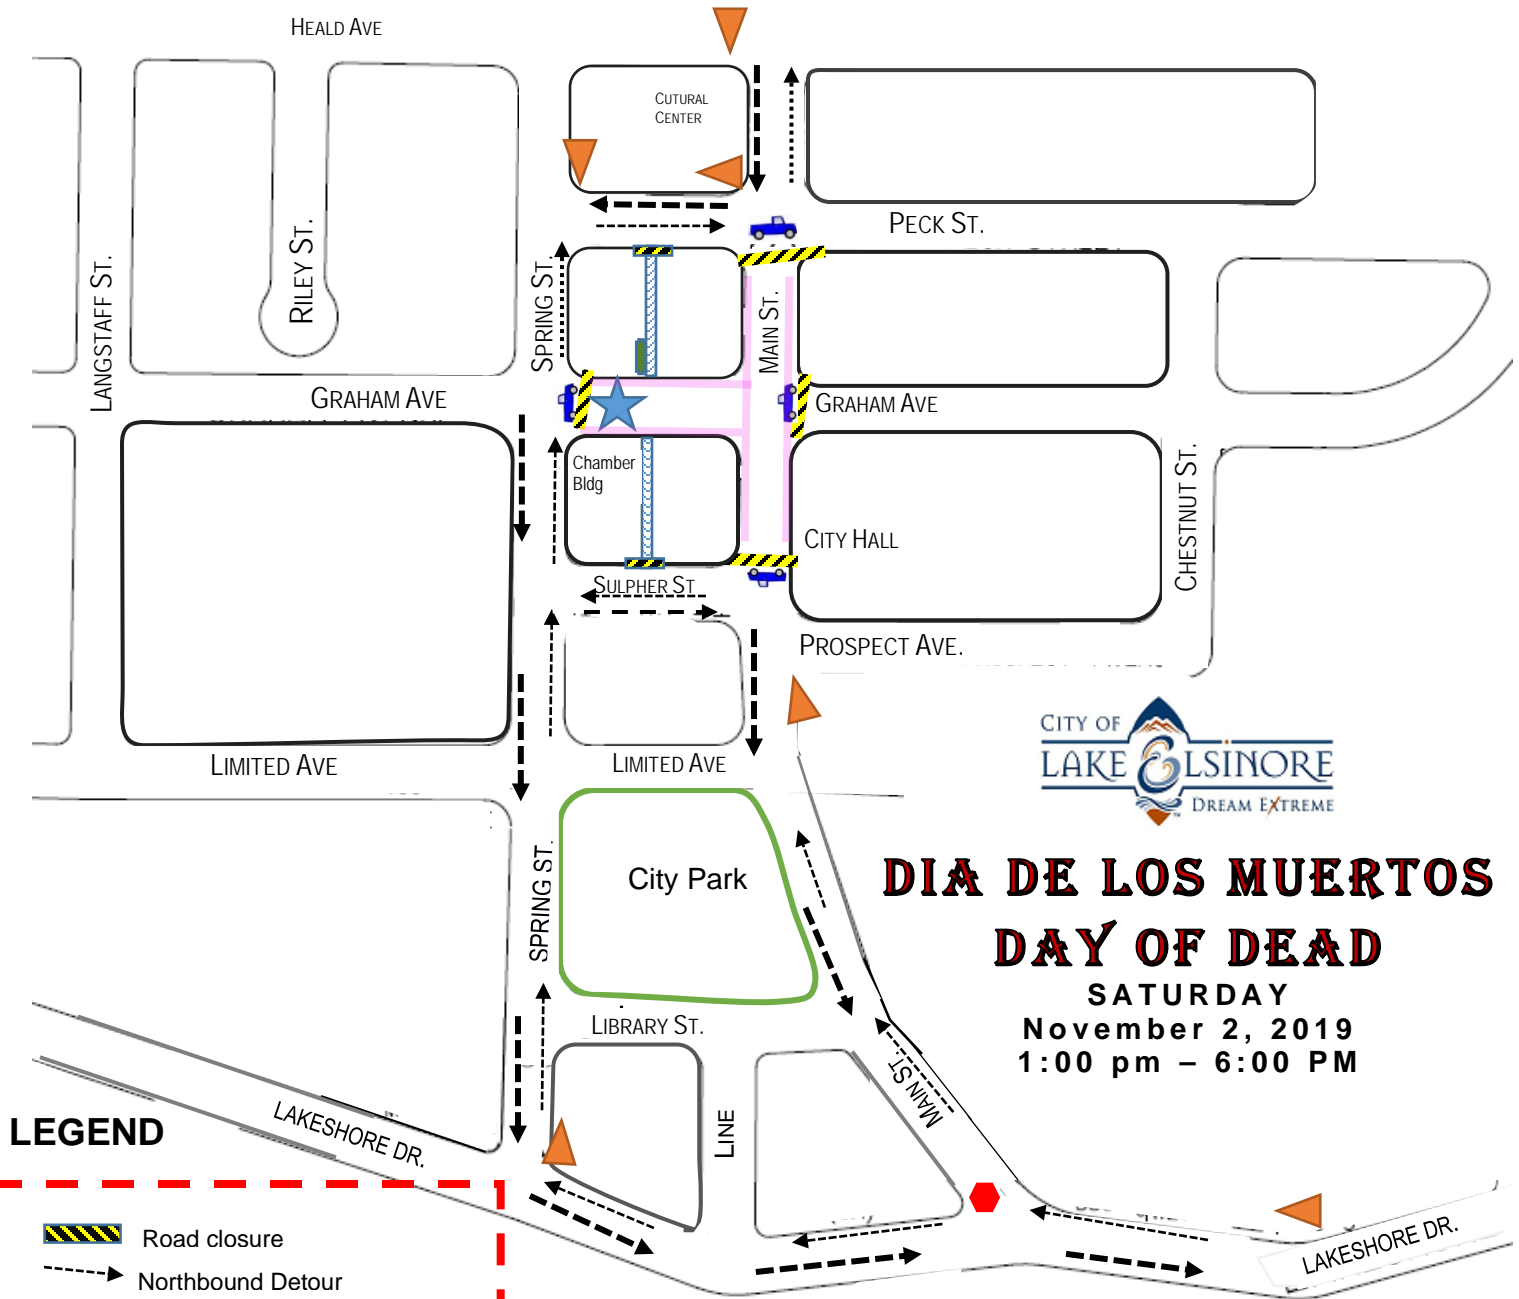 HEALD AVE
CUTURAL
CENTER
PECK ST.
RILEY ST.
LANGSTAFF ST.
SPRING ST.
MAIN ST.
GRAHAM AVE
GRAHAM AVE
Chamber
Bldg
CITY HALL
CHESTNUT ST.
SULPHER ST
PROSPECT AVE.
LIMITED AVE
LIMITED AVE
CITY OF
LAKE ELSINORE
DREAM EXTREME
City Park
SPRING ST.
DIA DE LOS MUERTOS
DAY OF DEAD
SATURDAY
November 2, 2019
1:00 pm – 6:00 PM
LIBRARY ST.
MAIN ST.
LINE
LAKESHORE DR.
LAKESHORE DR.
LEGEND
Road closure
Northbound Detour